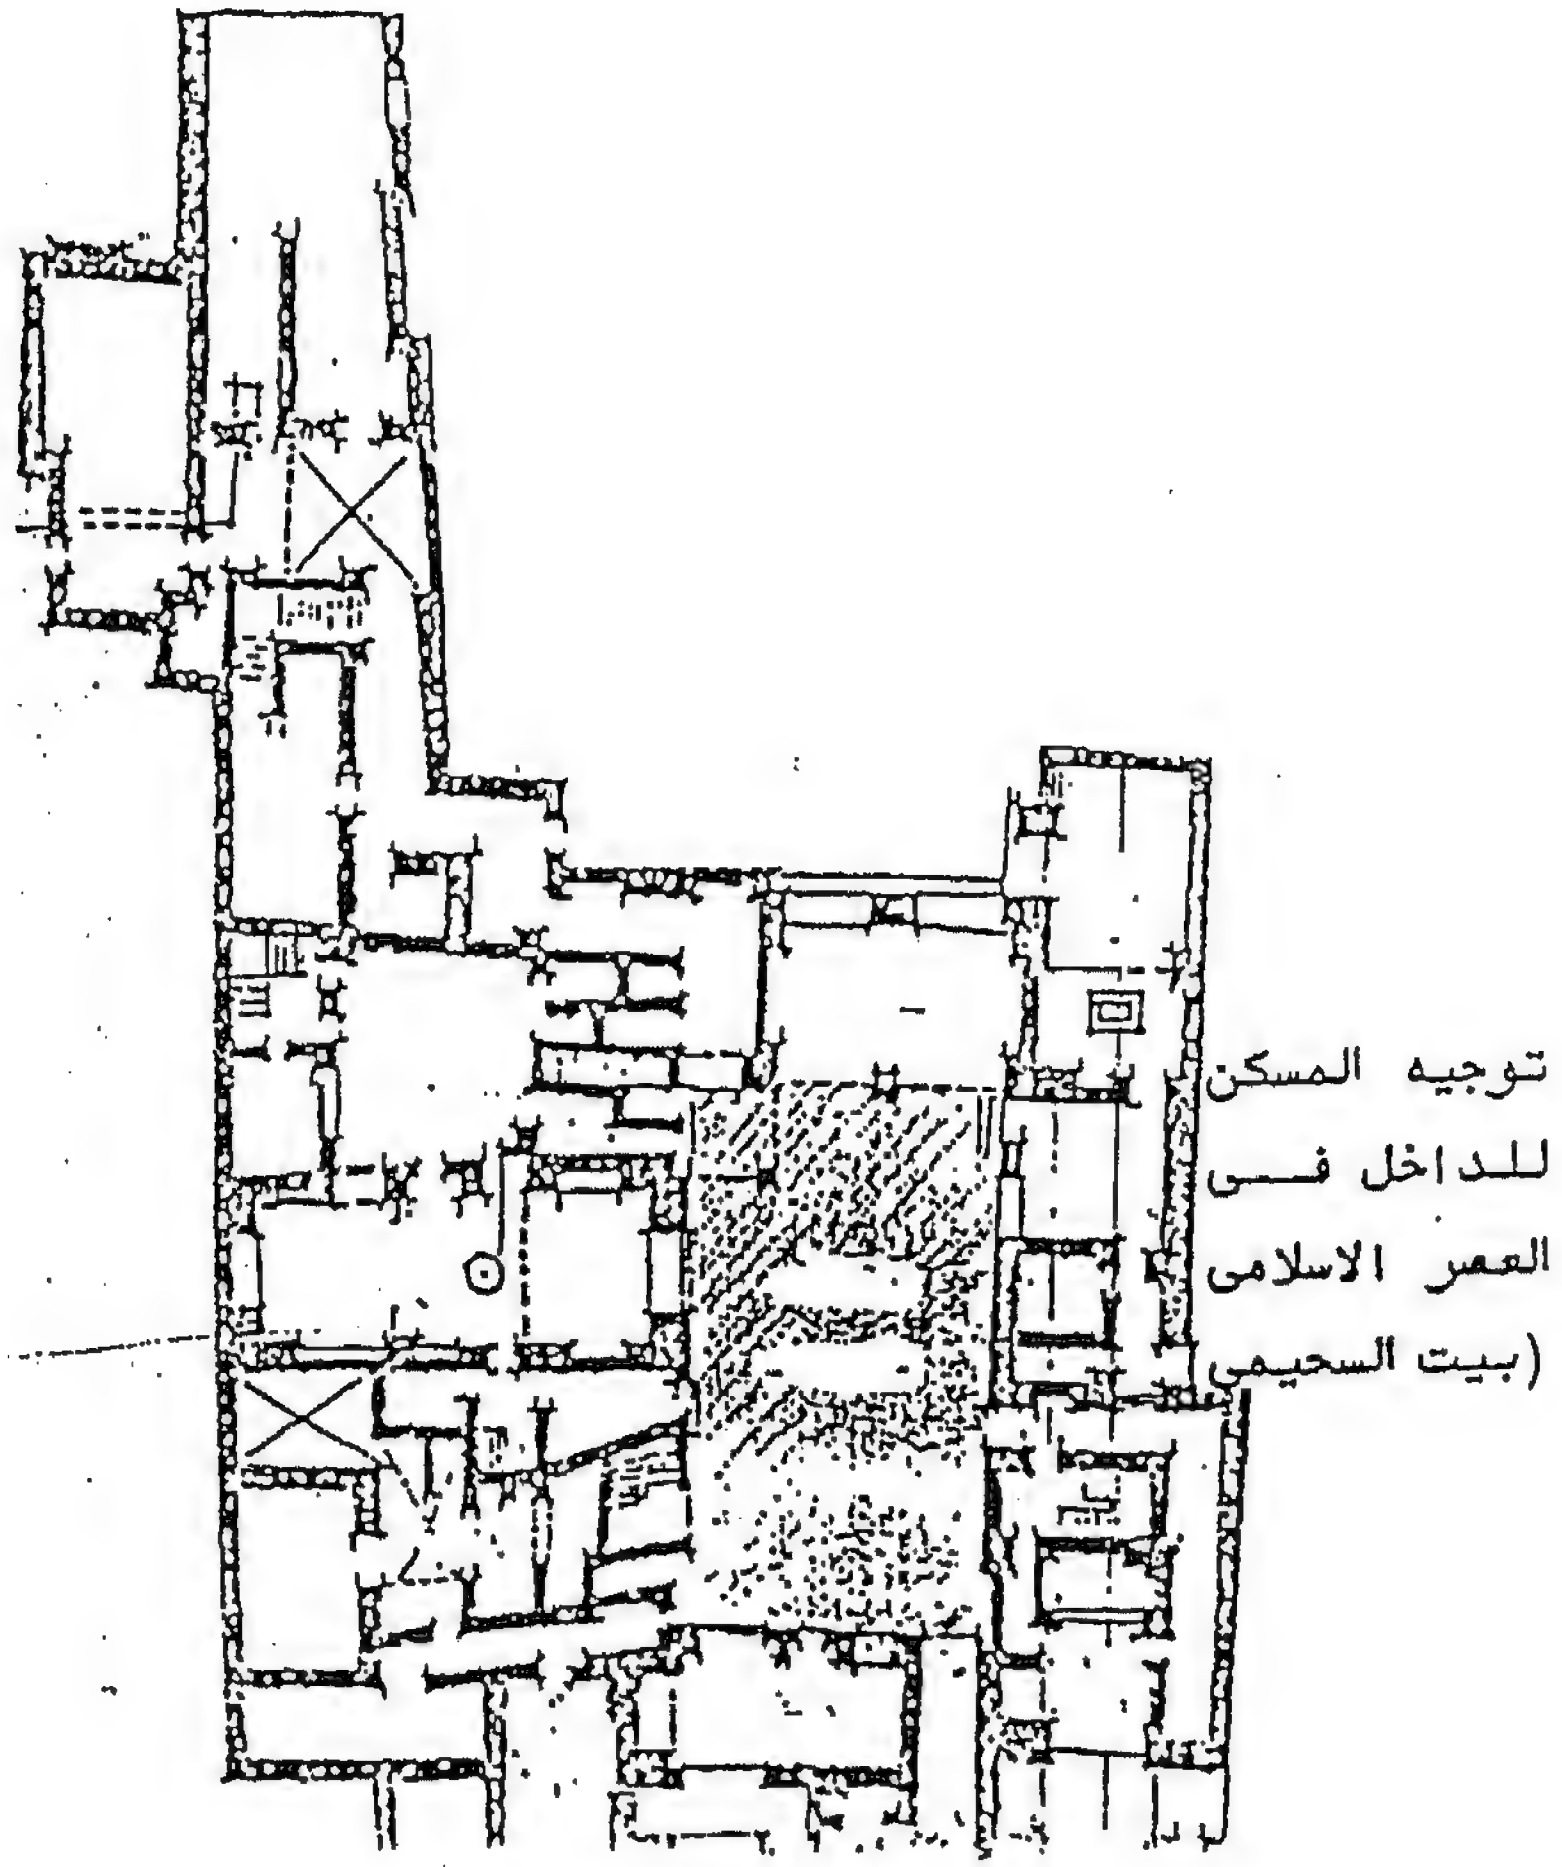 توجيه المسكن
للداخل فى
العصر الاسلامى
(بيت السحيمى